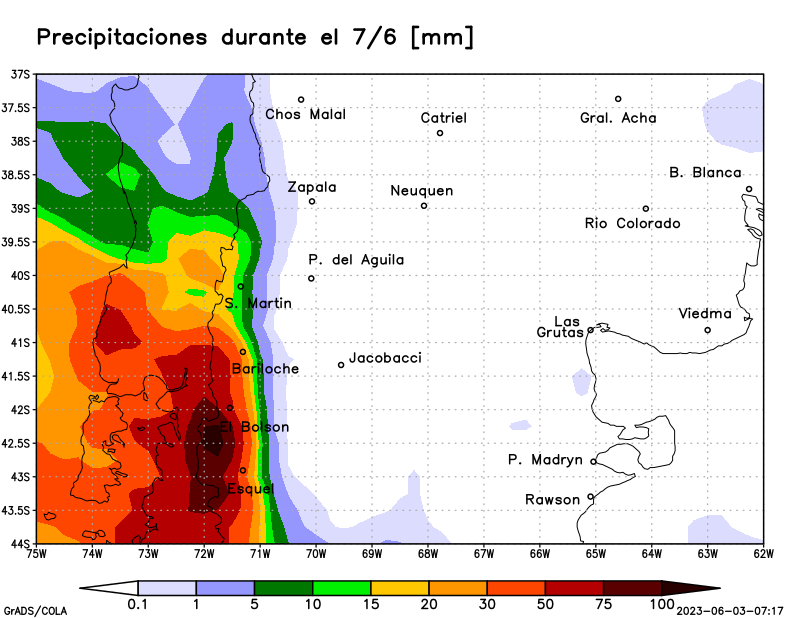 Precipitaciones durante el 7/6 [mm]
37S
37.5S
38S
38.5S
39S
39.5S
40S
40.5S
41S
41.5S
42S
42.5S
43S
43.5S
44S
Chos Malal
Catriel
Gral. Acha
B. Blanca
Zapala
Neuquen
Rio Colorado
P. del Aguila
S. Martin
Viedma
Las
Grutas
Jacobacci
Bariloche
El Bolson
P. Madryn
Esquel
Rawson
75W 74W 73W 72W 71W 70W 69W 68W 67W 66W 65W 64W 63W 62W
0.1 1 5 10 15 20 30 50 75 100
GrADS/COLA
2023-06-03-07:17